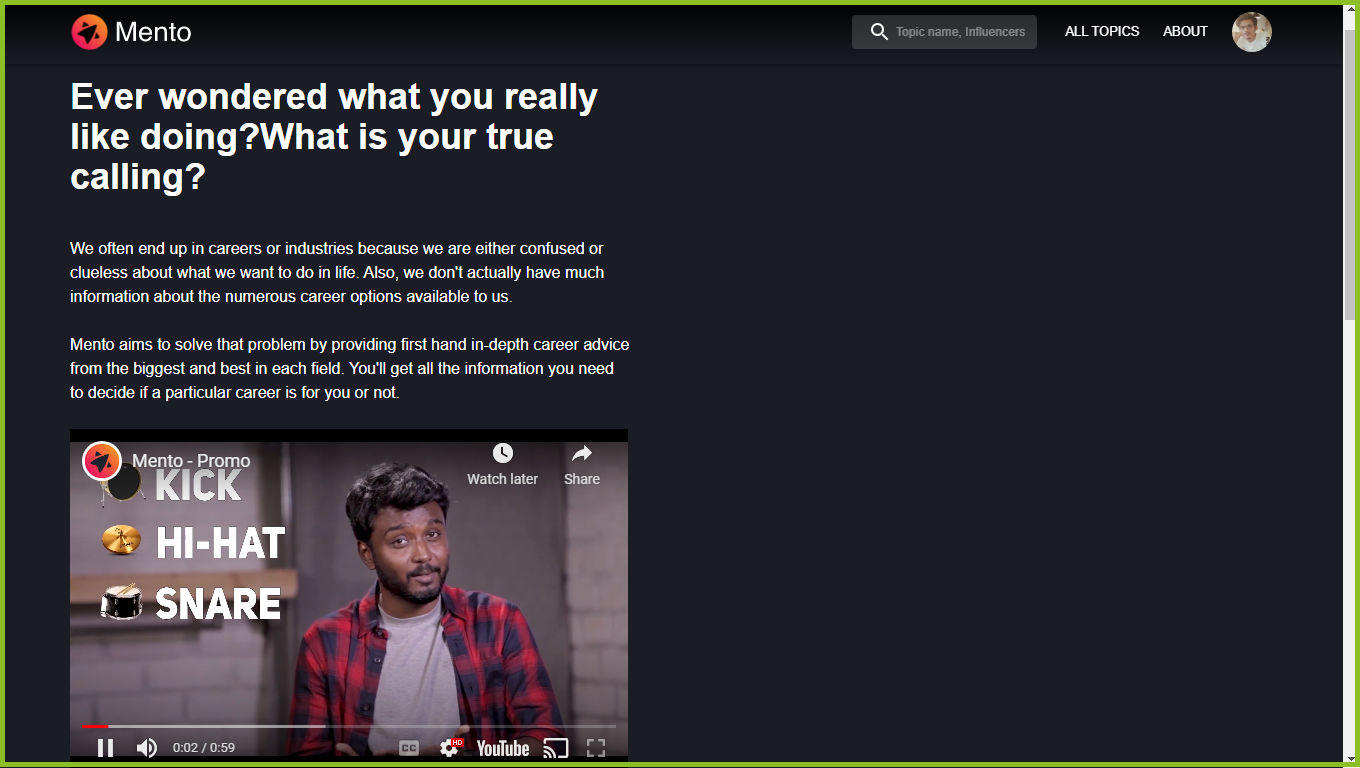 Mento
Topic name, Influencers
ALL TOPICS
ABOUT
Ever wondered what you really
like doing?What is your true
calling?
We often end up in careers or industries because we are either confused or
clueless about what we want to do in life. Also, we don't actually have much
information about the numerous career options available to us.
Mento aims to solve that problem by providing first hand in-depth career advice
from the biggest and best in each field. You'll get all the information you need
to decide if a particular career is for you or not.
Mento - Promo
Watch later
Share
KICK
HI-HAT
SNARE
0:02 / 0:59
CC
HD
YouTube